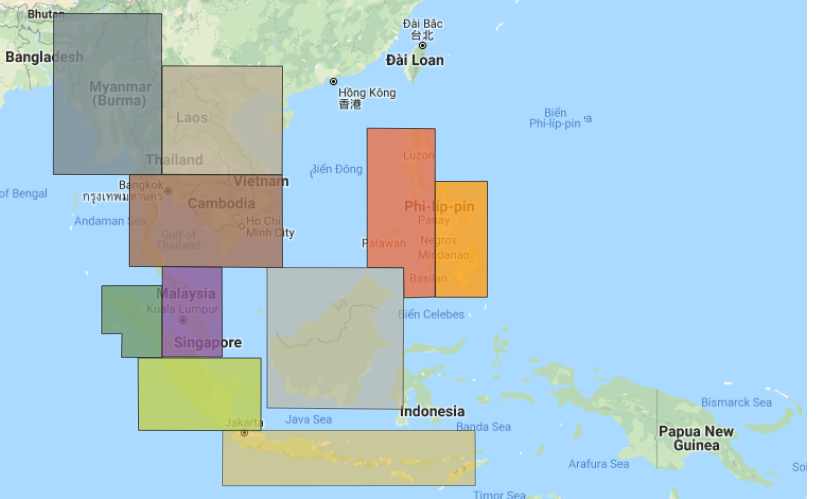 Bhutan
Đài Bắc
台北
Bangladesh
Đài Loan
Myanmar
(Burma)
Hồng Kông
香港
Laos
Biển
Phi-líp-pin
Luzon
Thailand
Biển Đông
Vietnam
Bangkok
กรุงเทพมหานคร
of Bengal
Cambodia
Phi-líp-pin
Panay
Andaman Sea
Ho Chi
Minh City
Gulf of
Thailand
Palawan
Negros
Mindanao
Basilan
Malaysia
Kuala Lumpur
Biển Celebes
Singapore
Bismarck Sea
Indonesia
Jakarta
Java Sea
Banda Sea
Papua New
Guinea
Arafura Sea
Timor Sea